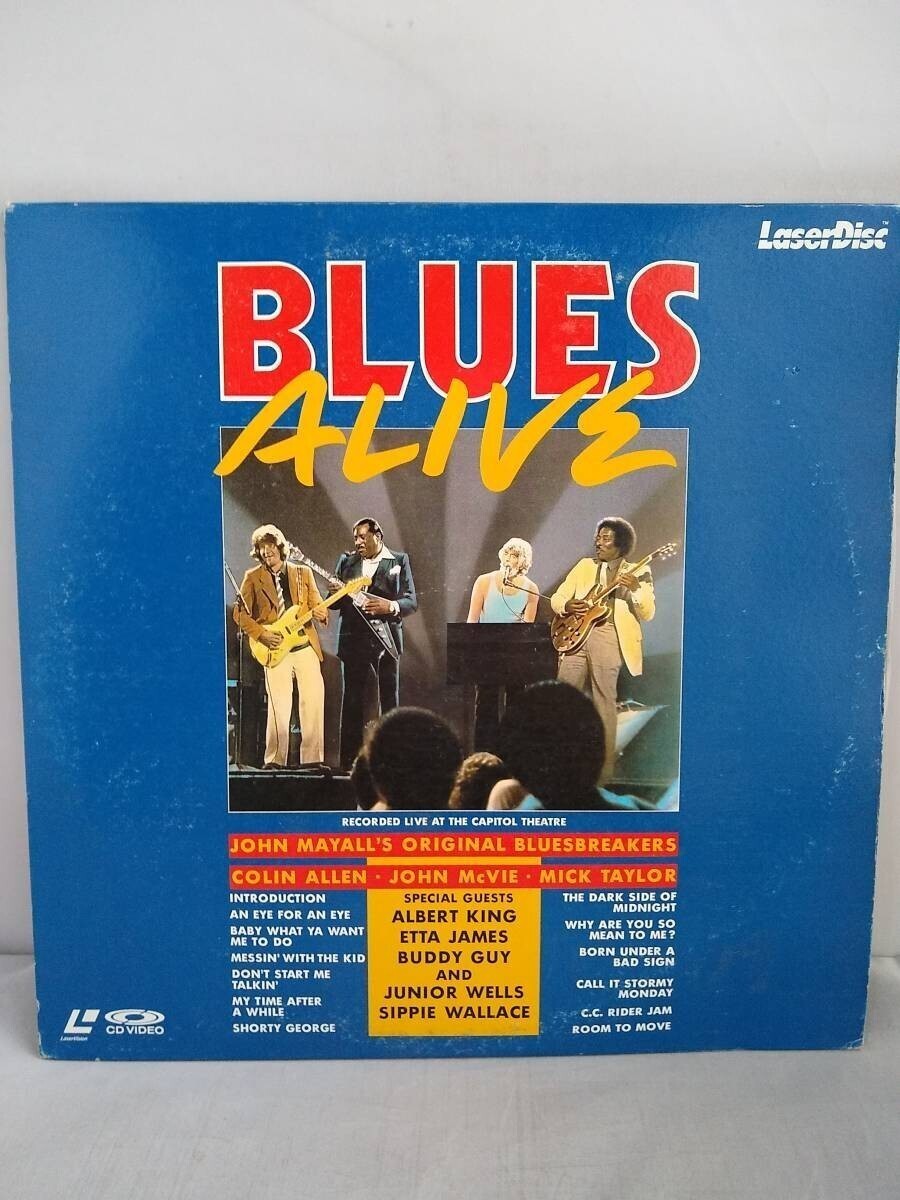 LaserDisc™
BLUES
ALIVE
RECORDED LIVE AT THE CAPITOL THEATRE
JOHN MAYALL'S ORIGINAL BLUESBREAKERS
COLIN ALLEN · JOHN McVIE · MICK TAYLOR
INTRODUCTION
AN EYE FOR AN EYE
BABY WHAT YA WANT
ME TO DO
MESSIN' WITH THE KID
DON'T START ME
TALKIN'
MY TIME AFTER
A WHILE
SHORTY GEORGE
SPECIAL GUESTS
ALBERT KING
ETTA JAMES
BUDDY GUY
AND
JUNIOR WELLS
SIPPIE WALLACE
THE DARK SIDE OF
MIDNIGHT
WHY ARE YOU SO
MEAN TO ME?
BORN UNDER A
BAD SIGN
CALL IT STORMY
MONDAY
C.C. RIDER JAM
ROOM TO MOVE
LaserVision
CD VIDEO